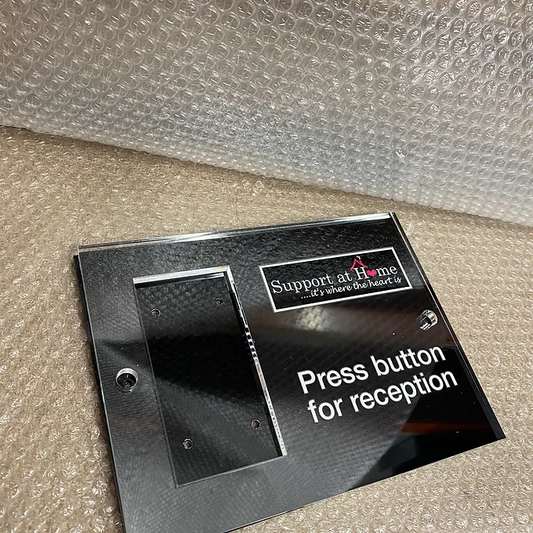 Support at Home
....it's where the heart is
Press button
for reception